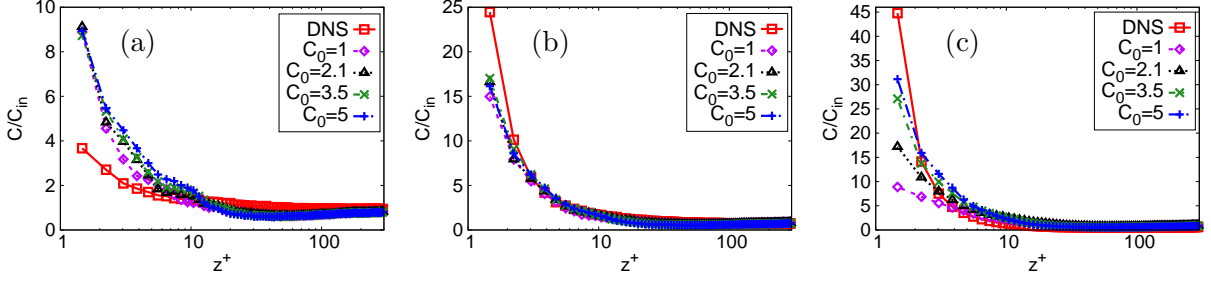 (a)
DNS
C₀=1
C₀=2.1
C₀=3.5
C₀=5
C/C_in
10
8
6
4
2
0
1
10
100
z⁺
(b)
DNS
C₀=1
C₀=2.1
C₀=3.5
C₀=5
C/C_in
25
20
15
10
5
0
1
10
100
z⁺
(c)
DNS
C₀=1
C₀=2.1
C₀=3.5
C₀=5
C/C_in
45
40
35
30
25
20
15
10
5
0
1
10
100
z⁺